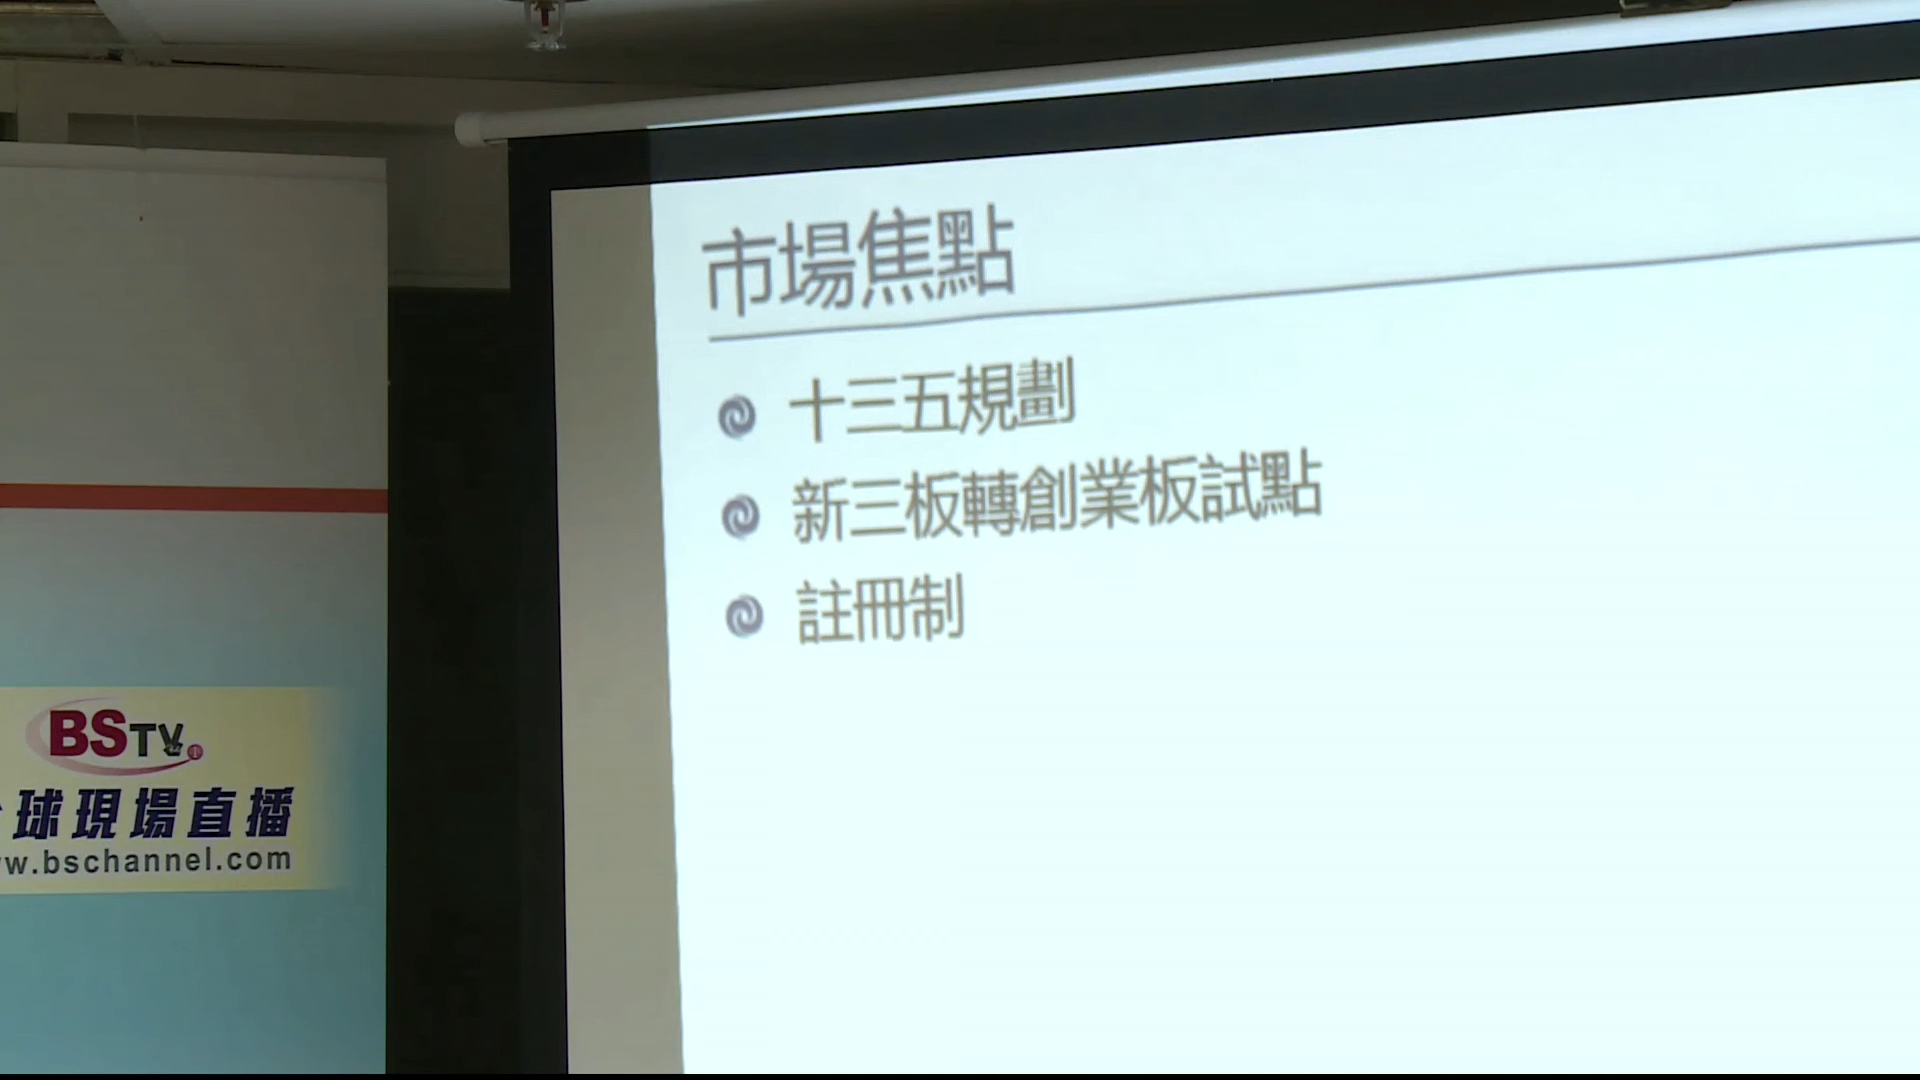 市場焦點
十三五規劃
新三板轉創業板試點
註冊制
BSTV
球現場直播
w.bschannel.com